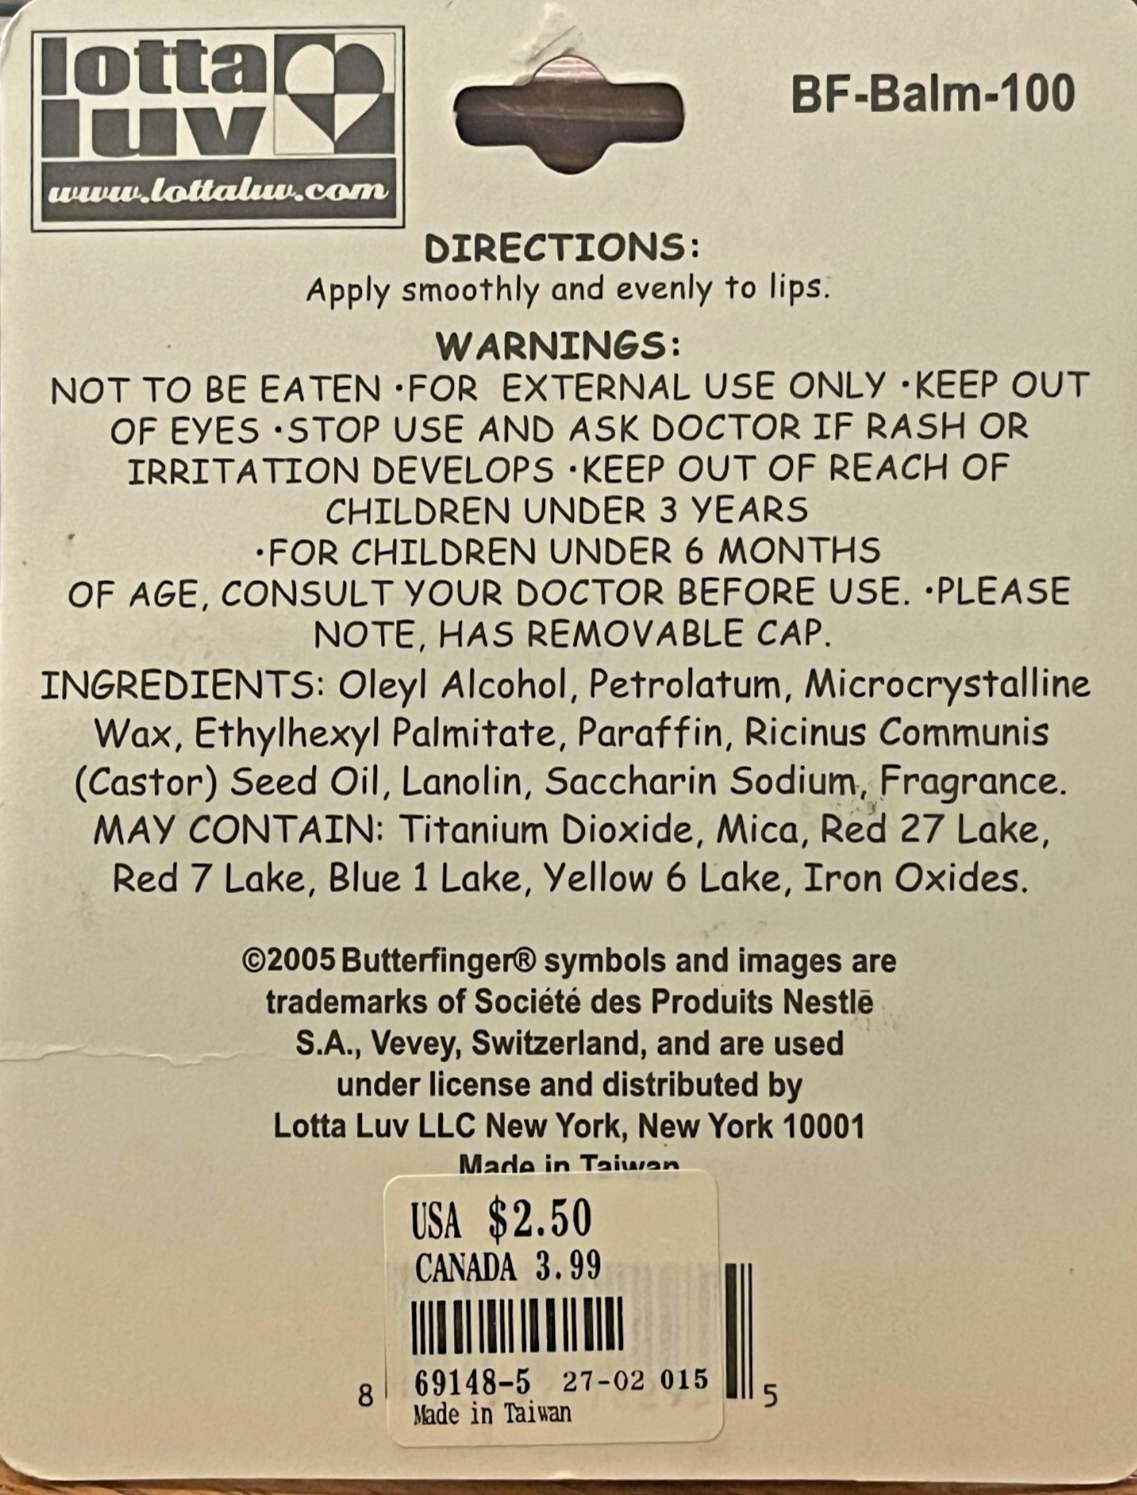 lotta
luv
www.lottaluv.com
BF-Balm-100
DIRECTIONS:
Apply smoothly and evenly to lips.
WARNINGS:
NOT TO BE EATEN •FOR EXTERNAL USE ONLY •KEEP OUT
OF EYES •STOP USE AND ASK DOCTOR IF RASH OR
IRRITATION DEVELOPS •KEEP OUT OF REACH OF
CHILDREN UNDER 3 YEARS
•FOR CHILDREN UNDER 6 MONTHS
OF AGE, CONSULT YOUR DOCTOR BEFORE USE. •PLEASE
NOTE, HAS REMOVABLE CAP.
INGREDIENTS: Oleyl Alcohol, Petrolatum, Microcrystalline
Wax, Ethylhexyl Palmitate, Paraffin, Ricinus Communis
(Castor) Seed Oil, Lanolin, Saccharin Sodium, Fragrance.
MAY CONTAIN: Titanium Dioxide, Mica, Red 27 Lake,
Red 7 Lake, Blue 1 Lake, Yellow 6 Lake, Iron Oxides.
©2005 Butterfinger® symbols and images are
trademarks of Société des Produits Nestlē
S.A., Vevey, Switzerland, and are used
under license and distributed by
Lotta Luv LLC New York, New York 10001
Made in Taiwan
USA $2.50
CANADA 3.99
69148-5 27-02 015
Made in Taiwan
8 5